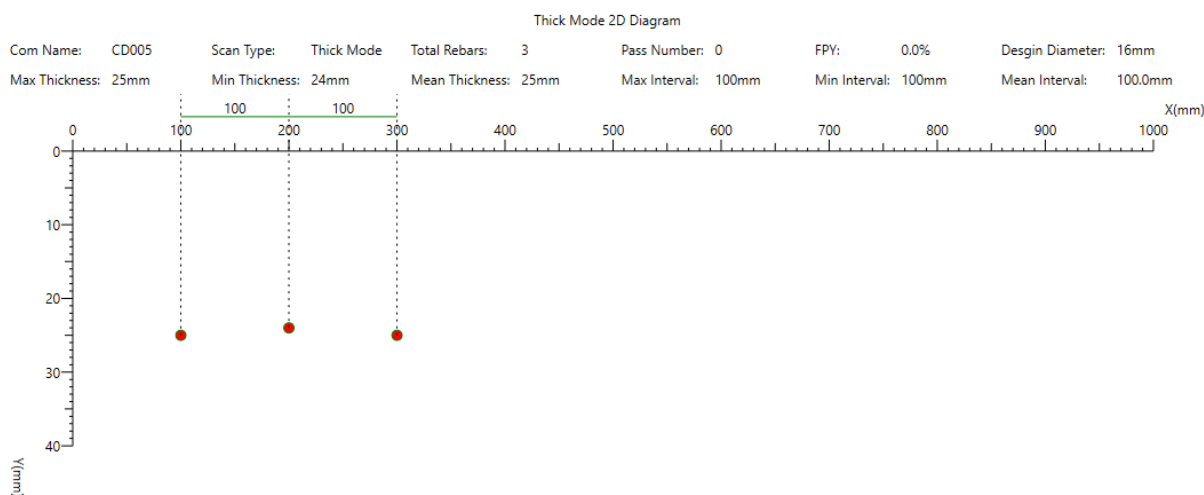 Thick Mode 2D Diagram
Com Name: CD005 Scan Type: Thick Mode Total Rebars: 3 Pass Number: 0 FPY: 0.0% Desgin Diameter: 16mm
Max Thickness: 25mm Min Thickness: 24mm Mean Thickness: 25mm Max Interval: 100mm Min Interval: 100mm Mean Interval: 100.0mm
100 100 X(mm)
0 100 200 300 400 500 600 700 800 900 1000
0
10
20
30
40
Y(mm)